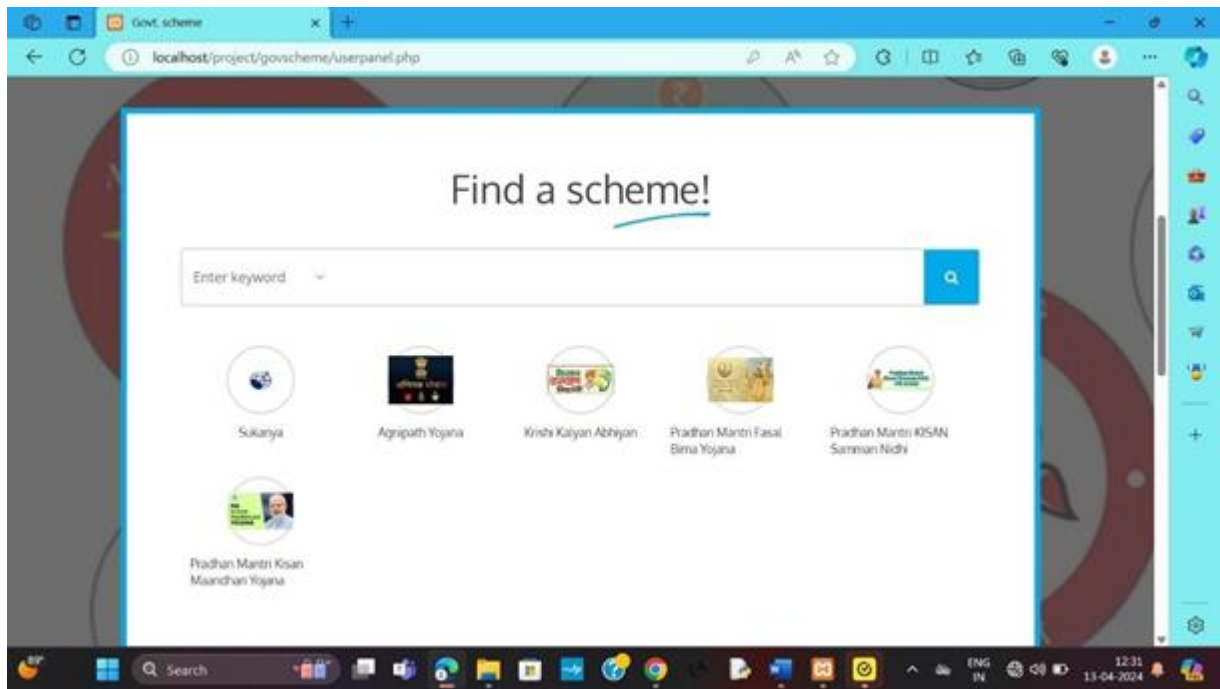 Govt. scheme
localhost/project/govscheme/userpanel.php
Find a scheme!
Enter keyword
Sukanya
Agnipath Yojana
Krishi Kalyan Abhiyan
Pradhan Mantri Fasal
Bima Yojana
Pradhan Mantri KISAN
Samman Nidhi
Pradhan Mantri Kisan
Maandhan Yojana
89°
Search
ENG
IN
12:31
13-04-2024